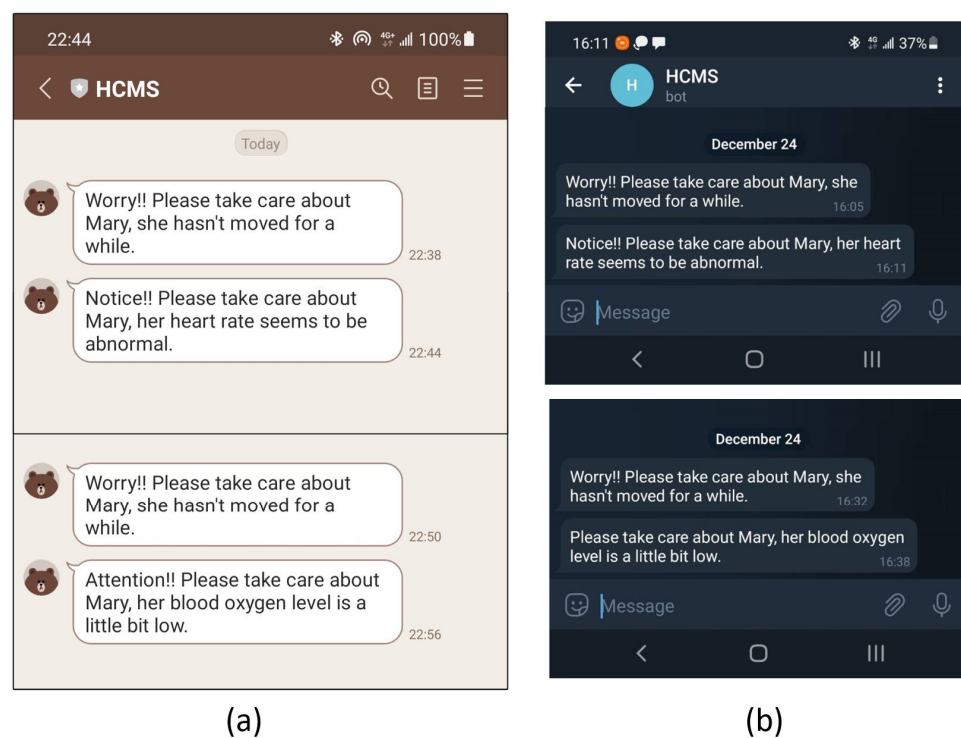 22:44
4G+ 100%
HCMS
Today
Worry!! Please take care about
Mary, she hasn't moved for a
while.
22:38
Notice!! Please take care about
Mary, her heart rate seems to be
abnormal.
22:44
Worry!! Please take care about
Mary, she hasn't moved for a
while.
22:50
Attention!! Please take care about
Mary, her blood oxygen level is a
little bit low.
22:56
(a)
16:11
4G 37%
H
HCMS
bot
December 24
Worry!! Please take care about Mary, she
hasn't moved for a while.
16:05
Notice!! Please take care about Mary, her heart
rate seems to be abnormal.
16:11
Message
December 24
Worry!! Please take care about Mary, she
hasn't moved for a while.
16:32
Please take care about Mary, her blood oxygen
level is a little bit low.
16:38
Message
(b)